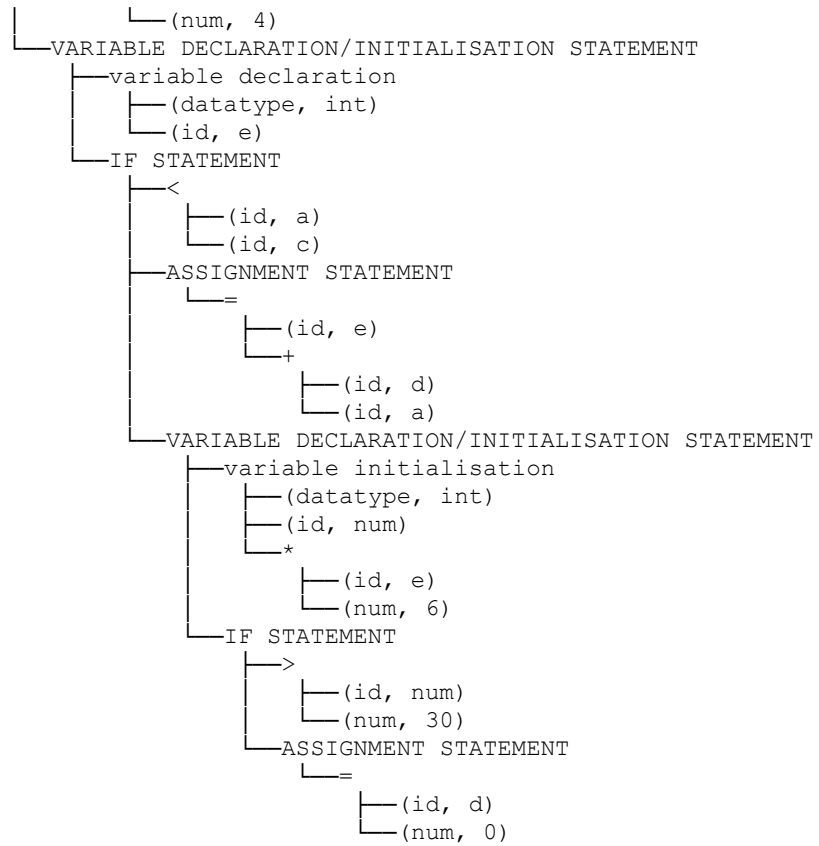 (num, 4)
VARIABLE DECLARATION/INITIALISATION STATEMENT
variable declaration
(datatype, int)
(id, e)
IF STATEMENT
<
(id, a)
(id, c)
ASSIGNMENT STATEMENT
=
(id, e)
+
(id, d)
(id, a)
VARIABLE DECLARATION/INITIALISATION STATEMENT
variable initialisation
(datatype, int)
(id, num)
*
(id, e)
(num, 6)
IF STATEMENT
>
(id, num)
(num, 30)
ASSIGNMENT STATEMENT
=
(id, d)
(num, 0)